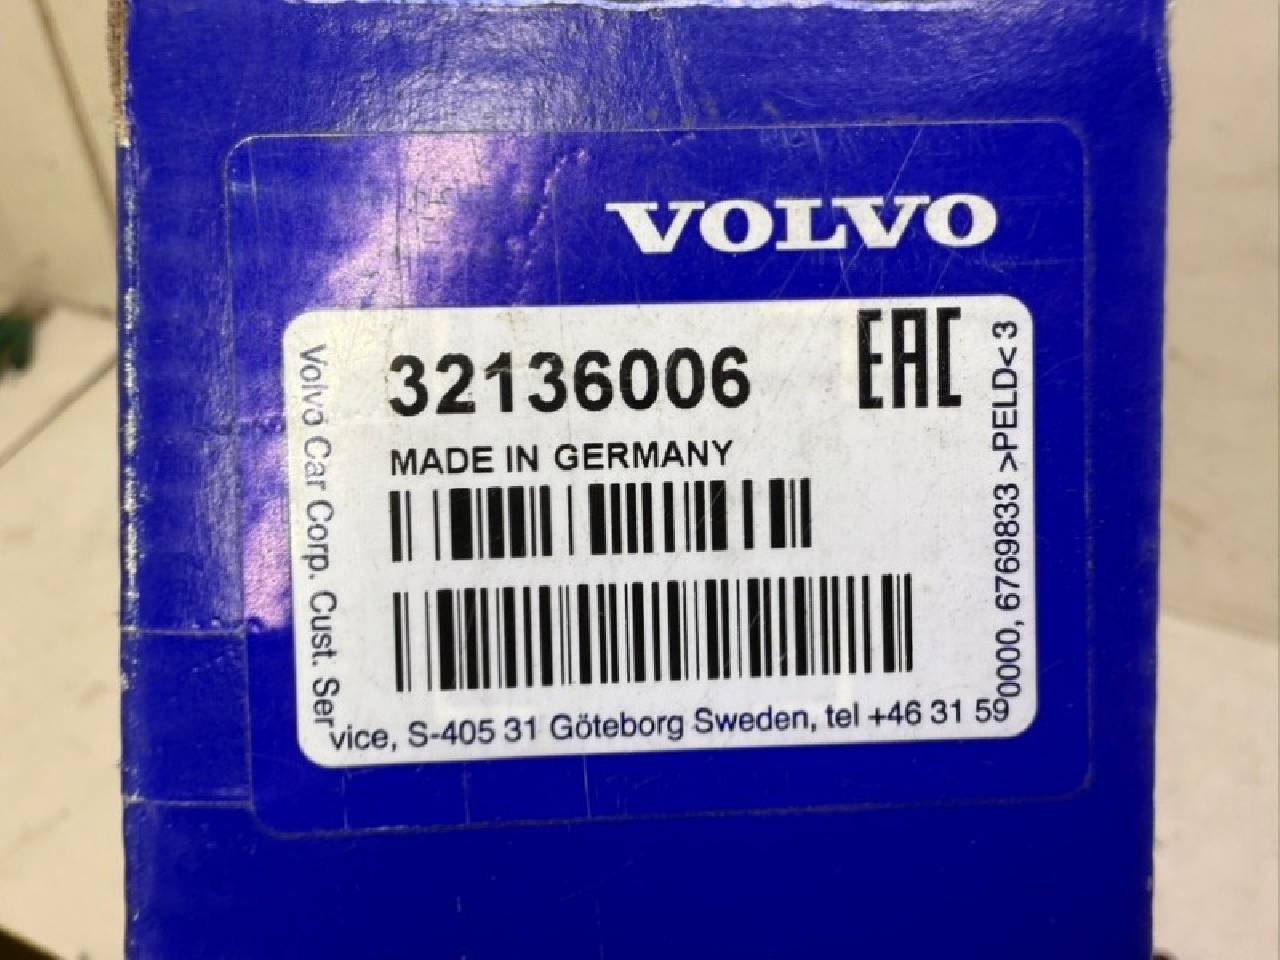 VOLVO
32136006
EAC
MADE IN GERMANY
Volvo Car Corp. Cust. Service, S-405 31 Göteborg Sweden, tel +46 31 590000, 6769833 >PELD< 3